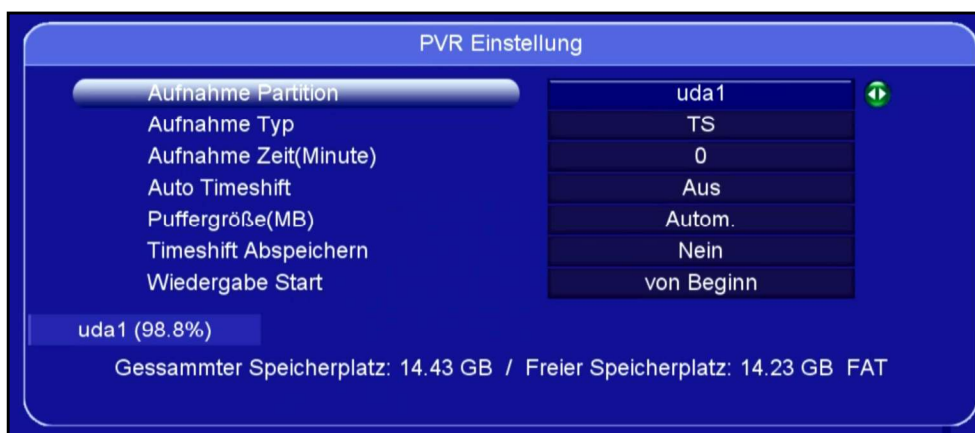 PVR Einstellung
Aufnahme Partition uda1
Aufnahme Typ TS
Aufnahme Zeit(Minute) 0
Auto Timeshift Aus
Puffergröße(MB) Autom.
Timeshift Abspeichern Nein
Wiedergabe Start von Beginn
uda1 (98.8%)
Gessammter Speicherplatz: 14.43 GB / Freier Speicherplatz: 14.23 GB FAT